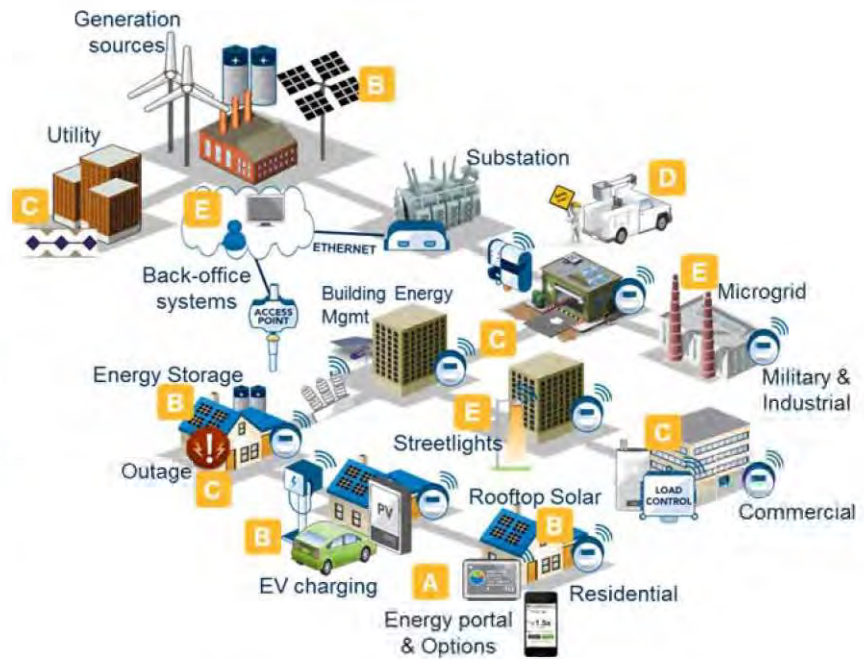 Generation
sources
B
Utility
Substation
C
E
D
ETHERNET
Back-office
systems
E
Microgrid
ACCESS
POINT
Building Energy
Mgmt
C
Military &
Industrial
Energy Storage
B
E
Streetlights
C
Outage
C
LOAD
CONTROL
Commercial
PV
Rooftop Solar
B
B
EV charging
A
Residential
Energy portal
& Options